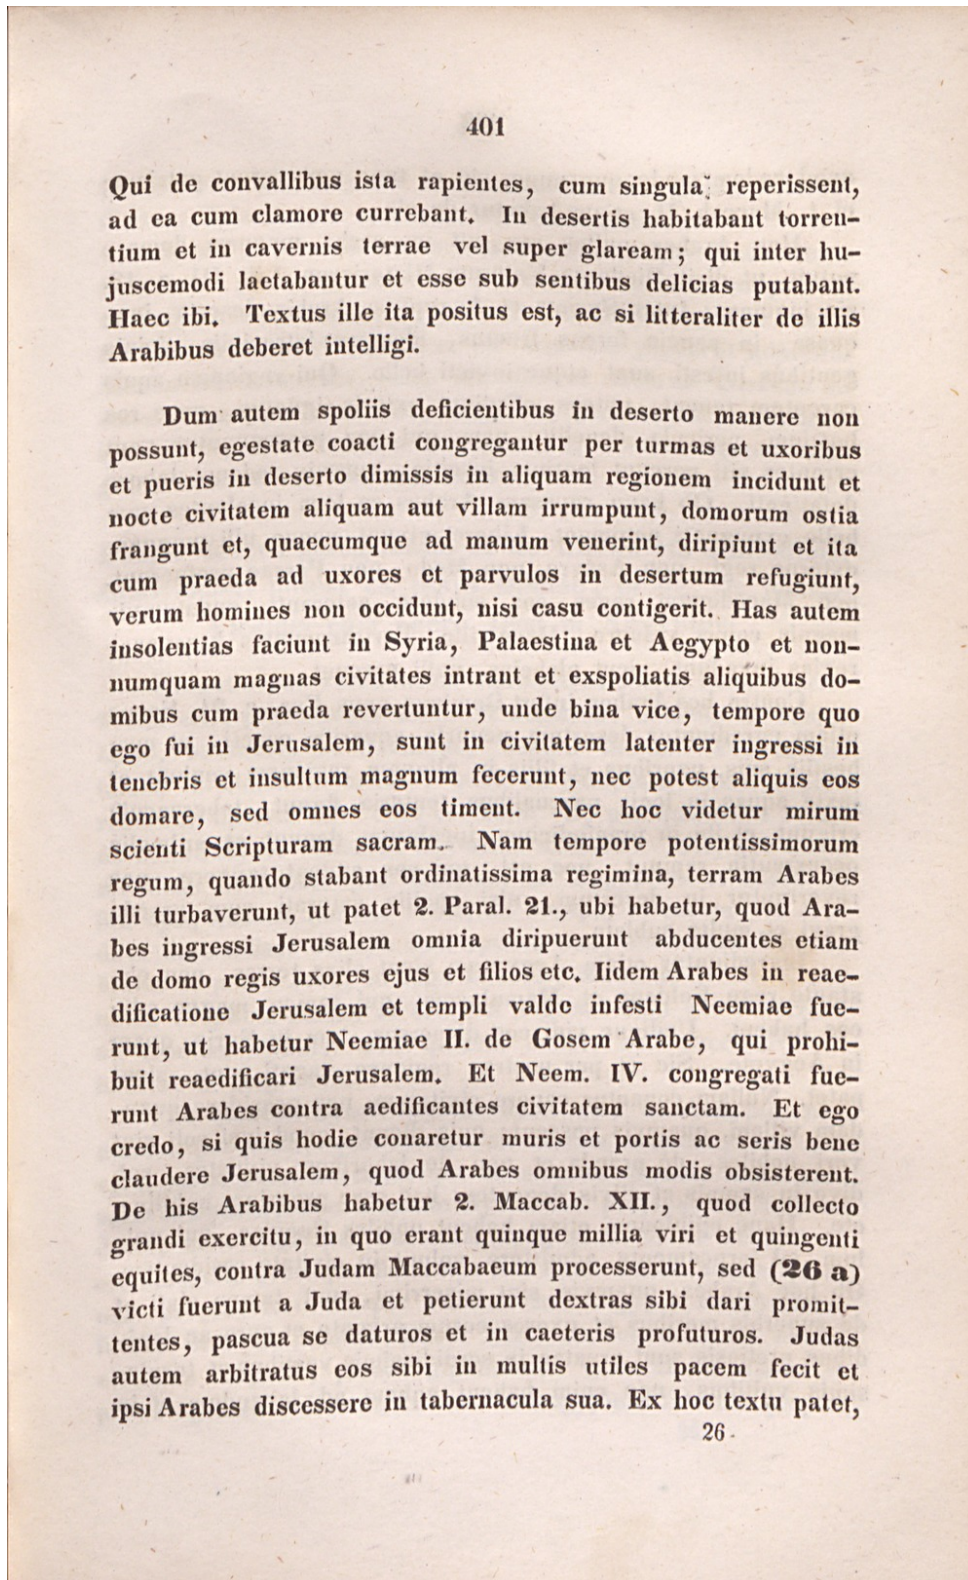 401
Qui de convallibus ista rapientes, cum singula reperissent,
ad ea cum clamore currebant. In desertis habitabant torren-
tium et in cavernis terrae vel super glaream; qui inter hu-
juscemodi laetabantur et esse sub sentibus delicias putabant.
Haec ibi. Textus ille ita positus est, ac si litteraliter de illis
Arabibus deberet intelligi.
Dum autem spoliis deficientibus in deserto manere non
possunt, egestate coacti congregantur per turmas et uxoribus
et pueris in deserto dimissis in aliquam regionem incidunt et
nocte civitatem aliquam aut villam irrumpunt, domorum ostia
frangunt et, quaecumque ad manum venerint, diripiunt et ita
cum praeda ad uxores et parvulos in desertum refugiunt,
verum homines non occidunt, nisi casu contigerit. Has autem
insolentias faciunt in Syria, Palaestina et Aegypto et non-
numquam magnas civitates intrant et exspoliatis aliquibus do-
mibus cum praeda revertuntur, unde bina vice, tempore quo
ego fui in Jerusalem, sunt in civitatem latenter ingressi in
tenebris et insultum magnum fecerunt, nec potest aliquis eos
domare, sed omnes eos timent. Nec hoc videtur mirum
scienti Scripturam sacram. Nam tempore potentissimorum
regum, quando stabant ordinatissima regimina, terram Arabes
illi turbaverunt, ut patet 2. Paral. 21., ubi habetur, quod Ara-
bes ingressi Jerusalem omnia diripuerunt abducentes etiam
de domo regis uxores ejus et filios etc. Iidem Arabes in reae-
dificatione Jerusalem et templi valde infesti Neemiae fue-
runt, ut habetur Neemiae II. de Gosem Arabe, qui prohi-
buit reaedificari Jerusalem. Et Neem. IV. congregati fue-
runt Arabes contra aedificantes civitatem sanctam. Et ego
credo, si quis hodie conaretur muris et portis ac seris bene
claudere Jerusalem, quod Arabes omnibus modis obsisterent.
De his Arabibus habetur 2. Maccab. XII., quod collecto
grandi exercitu, in quo erant quinque millia viri et quingenti
equites, contra Judam Maccabaeum processerunt, sed (26 a)
victi fuerunt a Juda et petierunt dextras sibi dari promit-
tentes, pascua se daturos et in caeteris profuturos. Judas
autem arbitratus eos sibi in multis utiles pacem fecit et
ipsi Arabes discessere in tabernacula sua. Ex hoc textu patet,
26